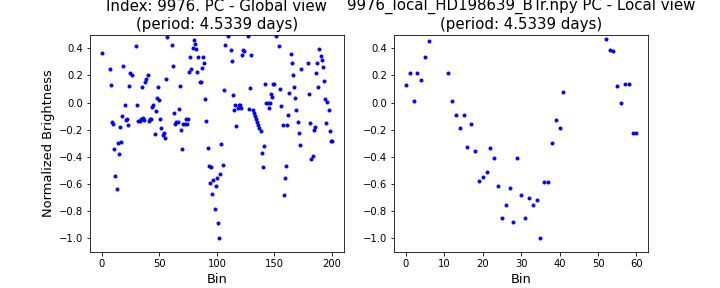 Index: 9976. PC - Global view
(period: 4.5339 days)
9976_local_HD198639_BTr.npy PC - Local view
(period: 4.5339 days)
Normalized Brightness
0.4
0.2
0.0
−0.2
−0.4
−0.6
−0.8
−1.0
0 50 100 150 200
Bin
0.4
0.2
0.0
−0.2
−0.4
−0.6
−0.8
−1.0
0 10 20 30 40 50 60
Bin